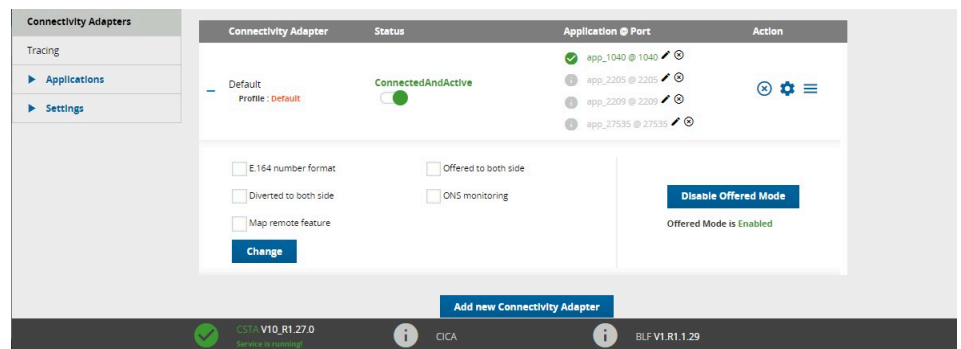 Connectivity Adapters
Tracing
Applications
Settings
Connectivity Adapter Status Application @ Port Action
Default
Profile : Default
ConnectedAndActive
app_1040 @ 1040
app_2205 @ 2205
app_2209 @ 2209
app_27535 @ 27535
E.164 number format Offered to both side
Diverted to both side ONS monitoring
Map remote feature
Change
Disable Offered Mode
Offered Mode is Enabled
Add new Connectivity Adapter
CSTA V10_R1.27.0
Service is running!
CICA
BLF V1.R1.1.29